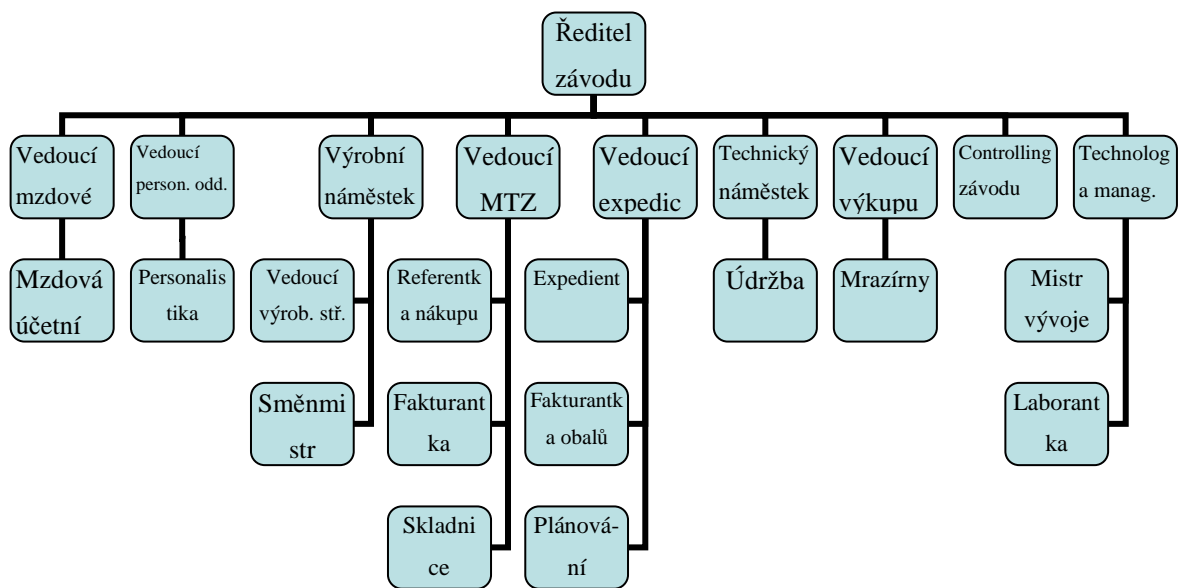 Ředitel
závodu
Vedoucí
mzdové
Vedoucí
person. odd.
Výrobní
náměstek
Vedoucí
MTZ
Vedoucí
expedic
Technický
náměstek
Vedoucí
výkupu
Controlling
závodu
Technolog
a manag.
Mzdová
účetní
Personalis
tika
Vedoucí
výrob. stř.
Referentk
a nákupu
Expedient
Údržba
Mrazírny
Mistr
vývoje
Směnmi
str
Fakturant
ka
Fakturantk
a obalů
Laborant
ka
Skladni
ce
Plánová-
ní